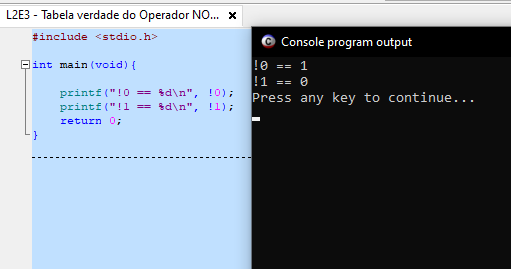 L2E3 - Tabela verdade do Operador NO...
#include <stdio.h>
int main(void){
printf("!0 == %d\n", !0);
printf("!1 == %d\n", !1);
return 0;
}
Console program output
!0 == 1
!1 == 0
Press any key to continue...